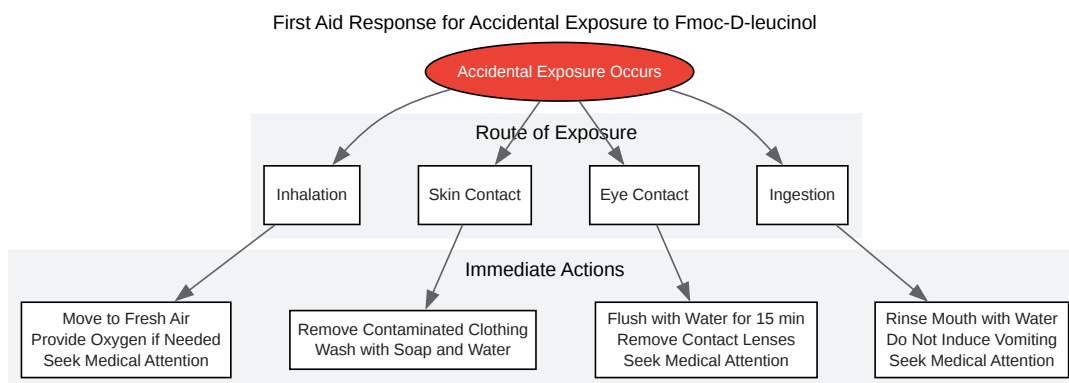 First Aid Response for Accidental Exposure to Fmoc-D-leucinol
Accidental Exposure Occurs
Route of Exposure
Inhalation
Skin Contact
Eye Contact
Ingestion
Immediate Actions
Move to Fresh Air
Provide Oxygen if Needed
Seek Medical Attention
Remove Contaminated Clothing
Wash with Soap and Water
Flush with Water for 15 min
Remove Contact Lenses
Seek Medical Attention
Rinse Mouth with Water
Do Not Induce Vomiting
Seek Medical Attention